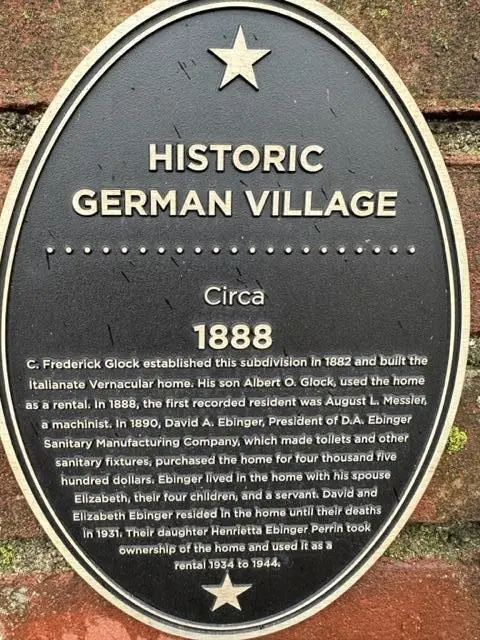 HISTORIC
GERMAN VILLAGE
Circa
1888
C. Frederick Glock established this subdivision in 1882 and built the
Italianate Vernacular home. His son Albert O. Glock, used the home
as a rental. In 1888, the first recorded resident was August L. Messler,
a machinist. In 1890, David A. Ebinger, President of D.A. Ebinger
Sanitary Manufacturing Company, which made toilets and other
sanitary fixtures, purchased the home for four thousand five
hundred dollars. Ebinger lived in the home with his spouse
Elizabeth, their four children, and a servant. David and
Elizabeth Ebinger resided in the home until their deaths
in 1931. Their daughter Henrietta Ebinger Perrin took
ownership of the home and used it as a
rental 1934 to 1944.